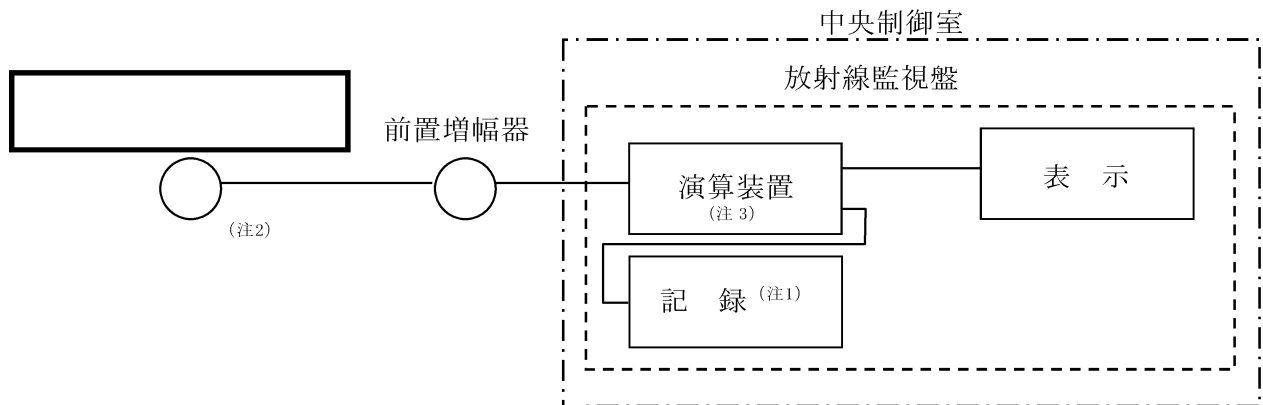 中央制御室
放射線監視盤
前置増幅器
演算装置
(注 3)
表 示
(注2)
記 録 (注1)